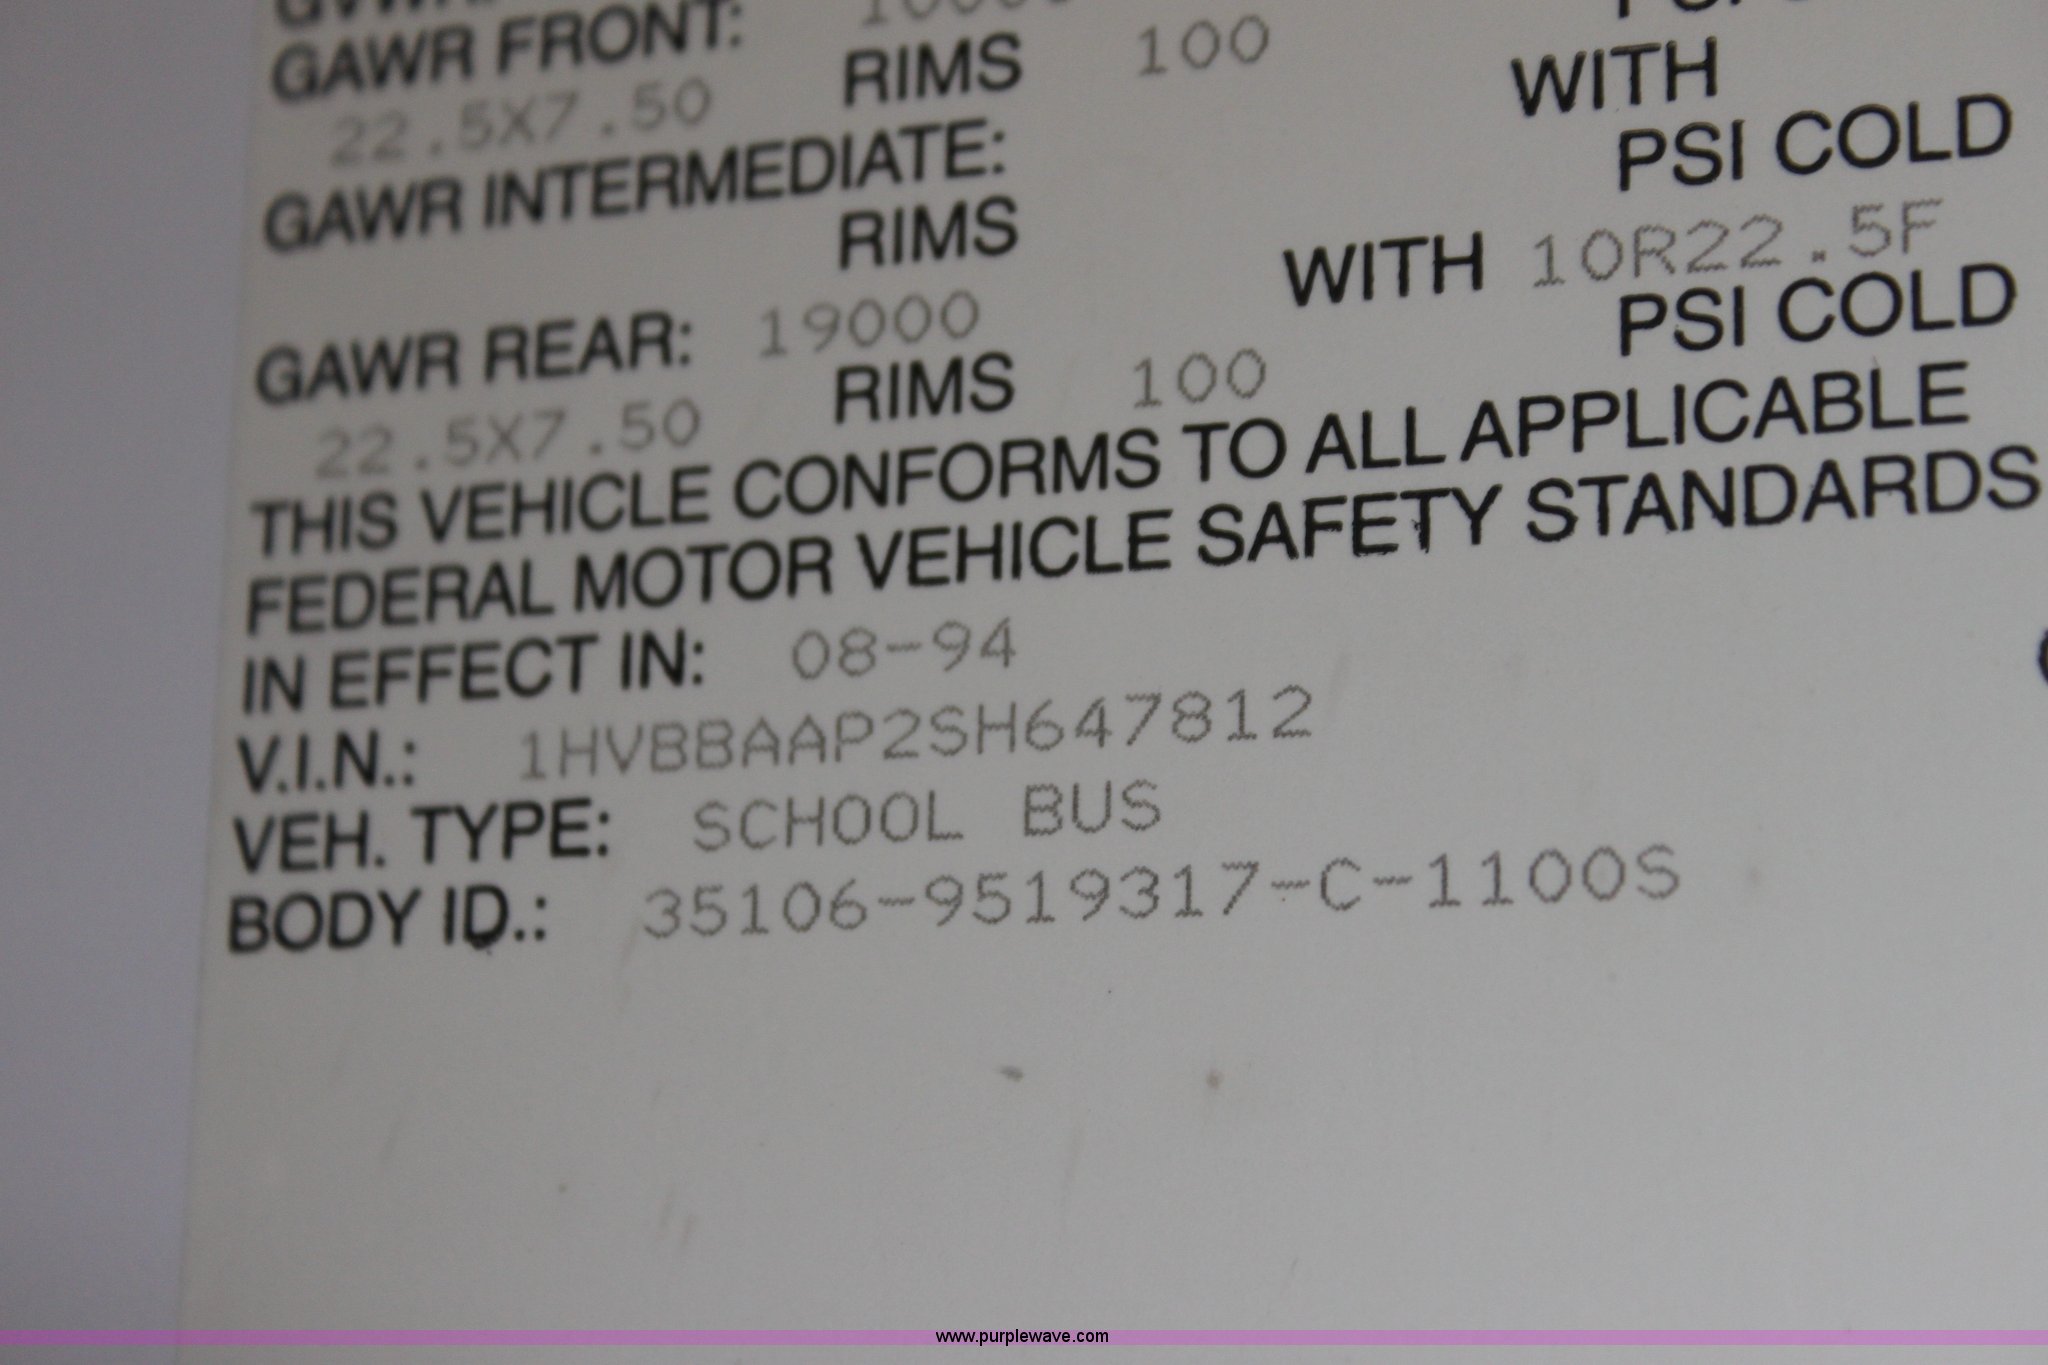 GAWR FRONT:
22.5X7.50 RIMS 100
WITH
GAWR INTERMEDIATE:
RIMS PSI COLD
GAWR REAR: 19000 WITH 10R22.5F
22.5X7.50 RIMS 100 PSI COLD
THIS VEHICLE CONFORMS TO ALL APPLICABLE
FEDERAL MOTOR VEHICLE SAFETY STANDARDS
IN EFFECT IN: 08-94
V.I.N.: 1HVBBAAP2SH647812
VEH. TYPE: SCHOOL BUS
BODY ID.: 35106-9519317-C-1100S
www.purplewave.com